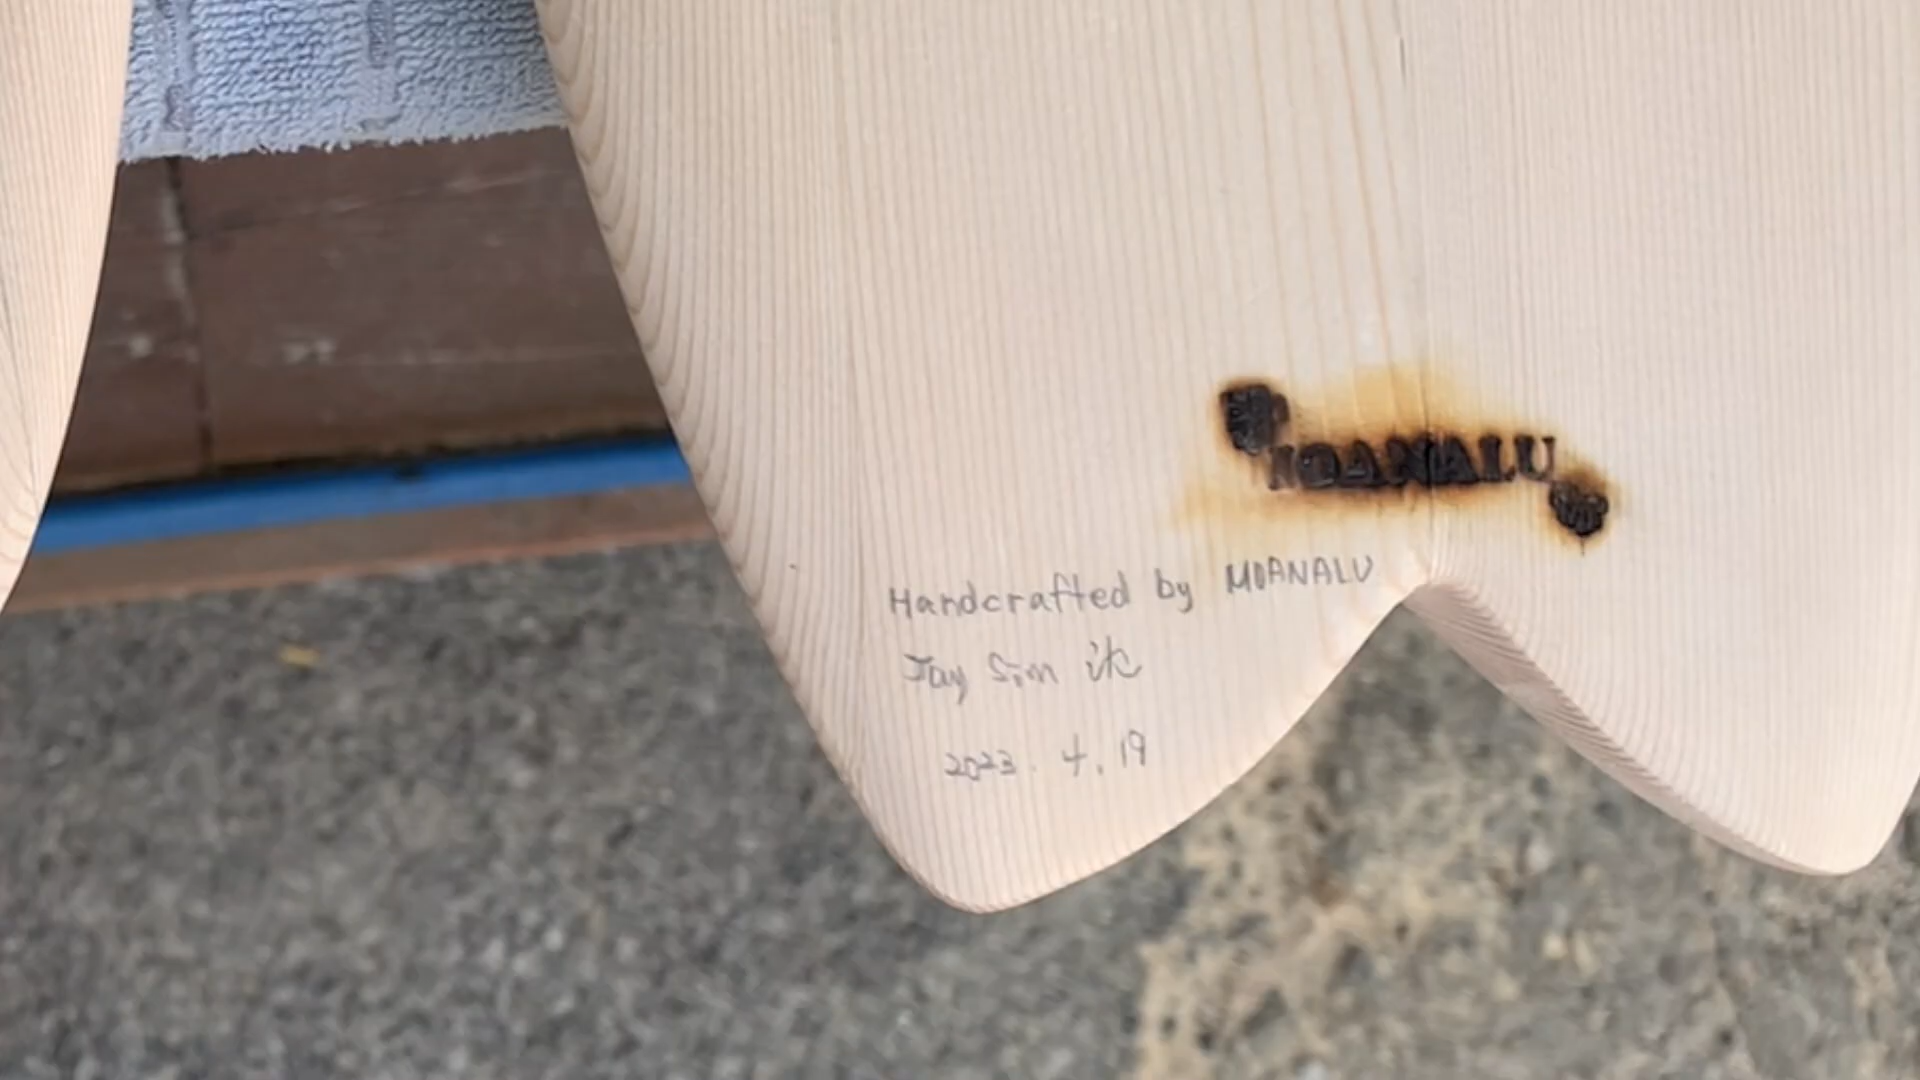 MOANALU
Handcrafted by MOANALU
Jay Sim 沈
2023. 4. 19